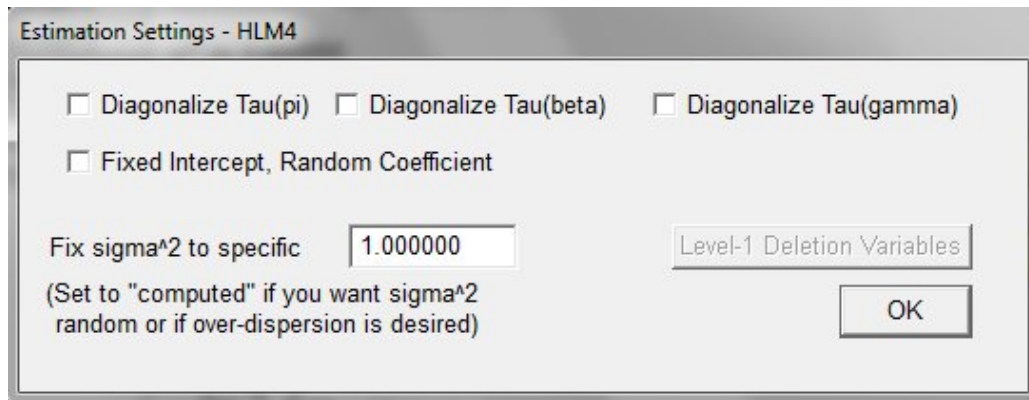 Estimation Settings - HLM4
Diagonalize Tau(pi) Diagonalize Tau(beta) Diagonalize Tau(gamma)
Fixed Intercept, Random Coefficient
Fix sigma^2 to specific 1.000000 Level-1 Deletion Variables
(Set to "computed" if you want sigma^2
random or if over-dispersion is desired)
OK